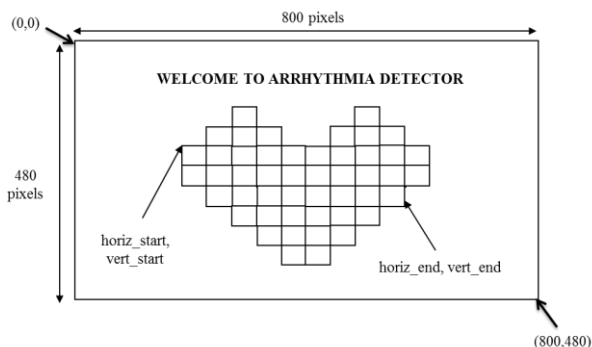 (0,0)
800 pixels
WELCOME TO ARRHYTHMIA DETECTOR
480
pixels
horiz_start,
vert_start
horiz_end, vert_end
(800,480)